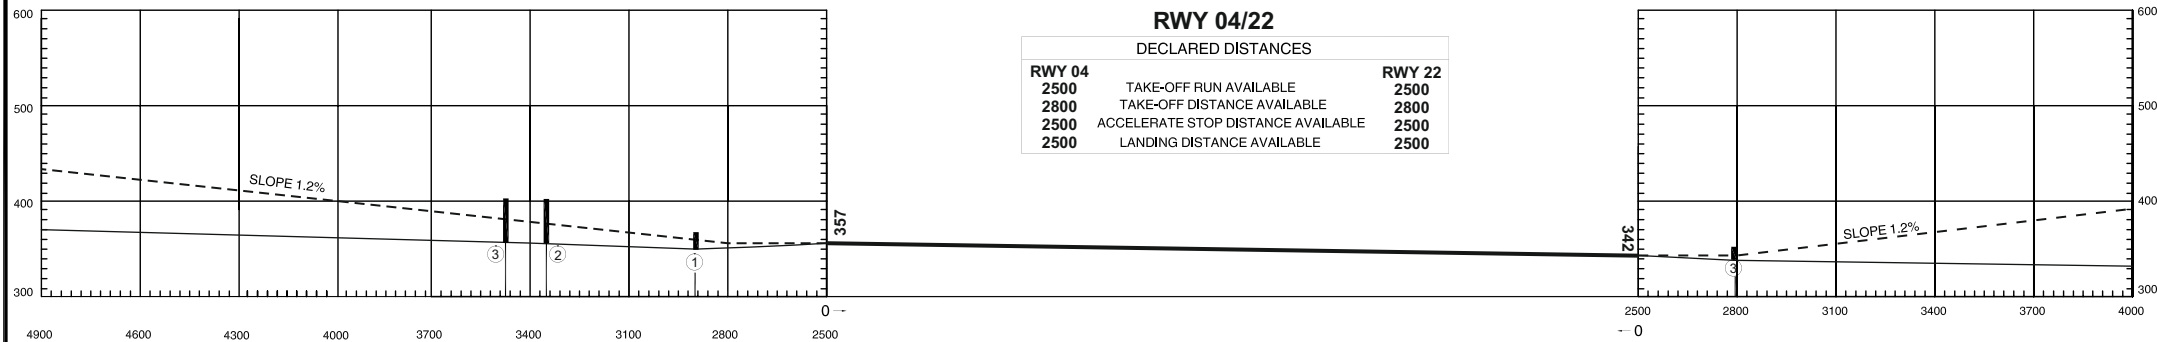 RWY 04/22
DECLARED DISTANCES
RWY 04 RWY 22
2500 TAKE-OFF RUN AVAILABLE 2500
2800 TAKE-OFF DISTANCE AVAILABLE 2800
2500 ACCELERATE STOP DISTANCE AVAILABLE 2500
2500 LANDING DISTANCE AVAILABLE 2500
600
500
400
300
SLOPE 1.2%
3
2
1
357
0 →
4900 4600 4300 4000 3700 3400 3100 2800 2500
342
600
500
400
300
SLOPE 1.2%
3
2500 2800 3100 3400 3700 4000
← 0